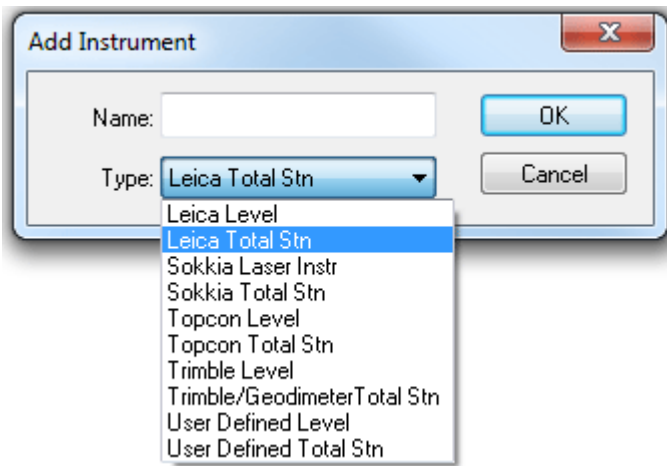 Add Instrument
Name:
OK
Type: Leica Total Stn
Cancel
Leica Level
Leica Total Stn
Sokkia Laser Instr
Sokkia Total Stn
Topcon Level
Topcon Total Stn
Trimble Level
Trimble/GeodimeterTotal Stn
User Defined Level
User Defined Total Stn